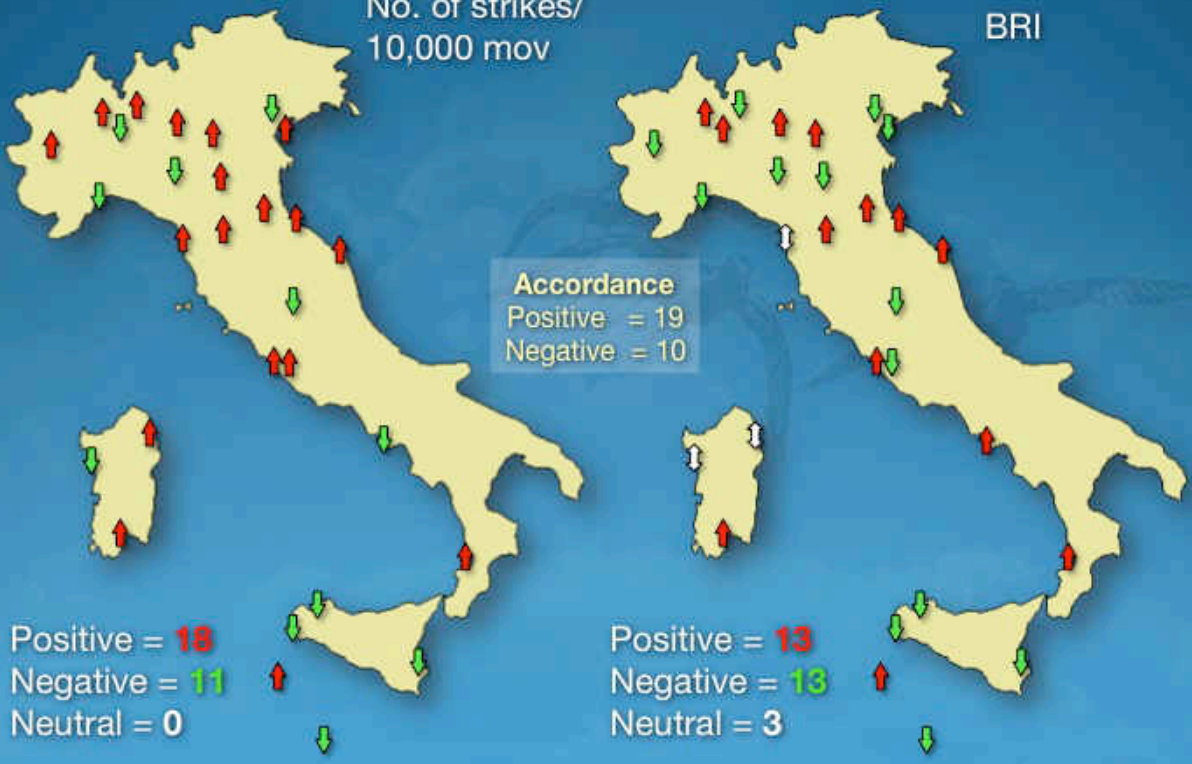 No. of strikes/
10,000 mov
BRI
Accordance
Positive = 19
Negative = 10
Positive = 18
Negative = 11
Neutral = 0
Positive = 13
Negative = 13
Neutral = 3